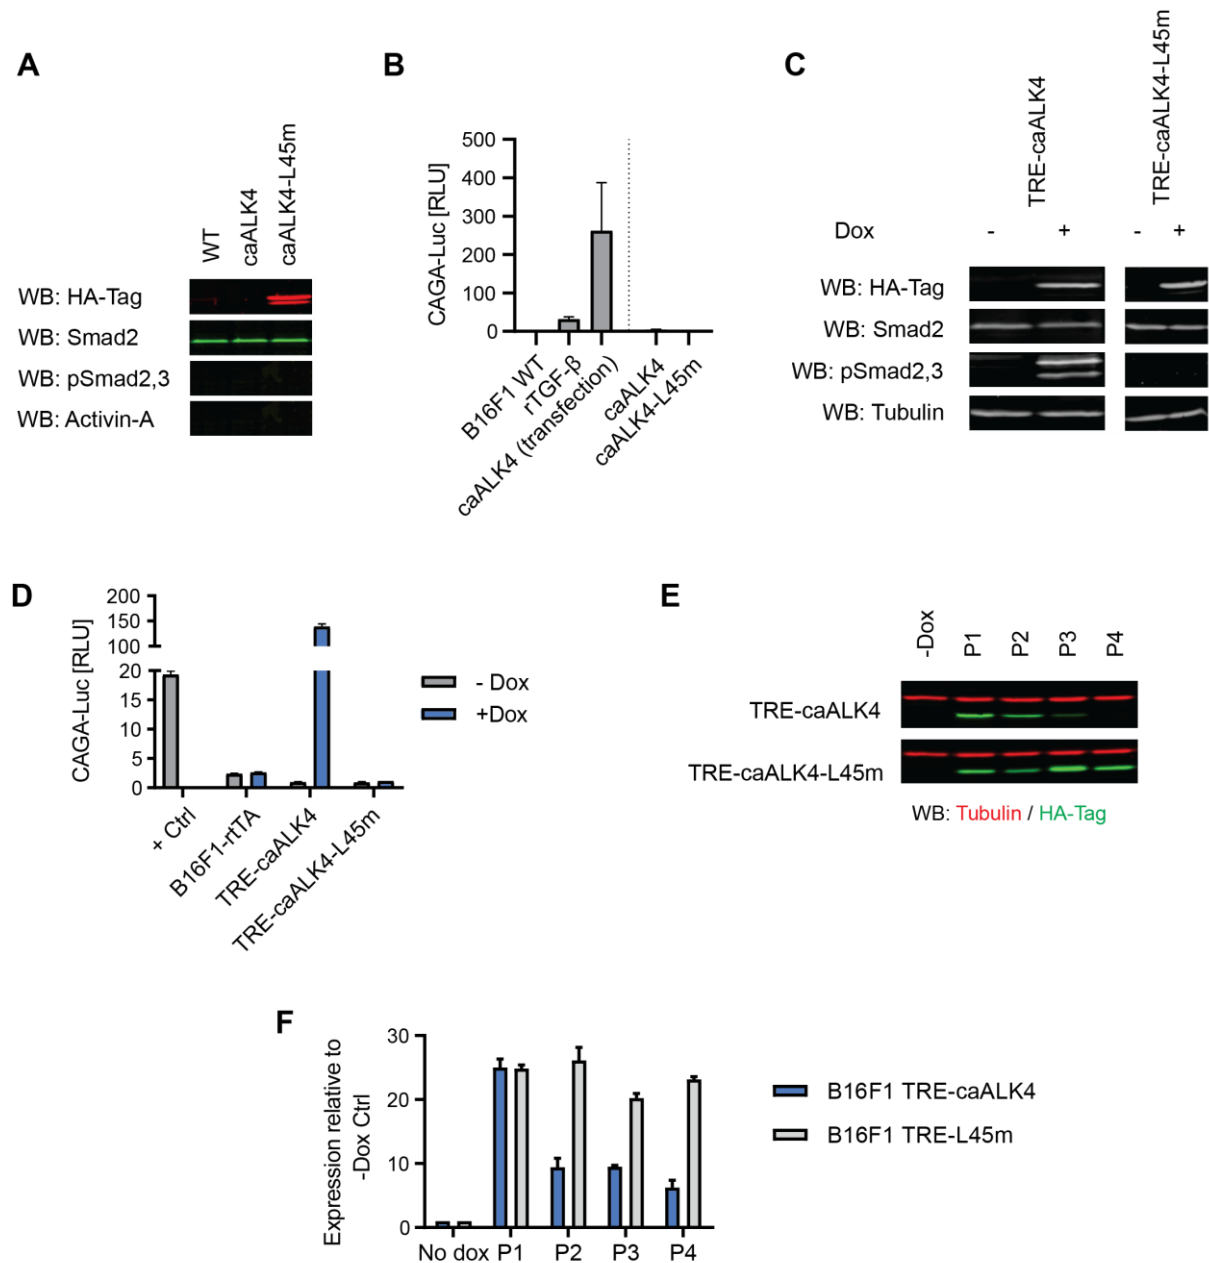 A
WT
caALK4
caALK4-L45m
WB: HA-Tag
WB: Smad2
WB: pSmad2,3
WB: Activin-A
B
CAGA-Luc [RLU]
500
400
300
200
100
0
B16F1 WT
rTGF-β
caALK4 (transfection)
caALK4
caALK4-L45m
C
TRE-caALK4
TRE-caALK4-L45m
Dox
- + - +
WB: HA-Tag
WB: Smad2
WB: pSmad2,3
WB: Tubulin
D
CAGA-Luc [RLU]
200
150
100
20
15
10
5
0
+ Ctrl
B16F1-rtTA
TRE-caALK4
TRE-caALK4-L45m
- Dox
+Dox
E
-Dox
P1
P2
P3
P4
TRE-caALK4
TRE-caALK4-L45m
WB: Tubulin / HA-Tag
F
Expression relative to
-Dox Ctrl
30
20
10
0
No dox P1 P2 P3 P4
B16F1 TRE-caALK4
B16F1 TRE-L45m